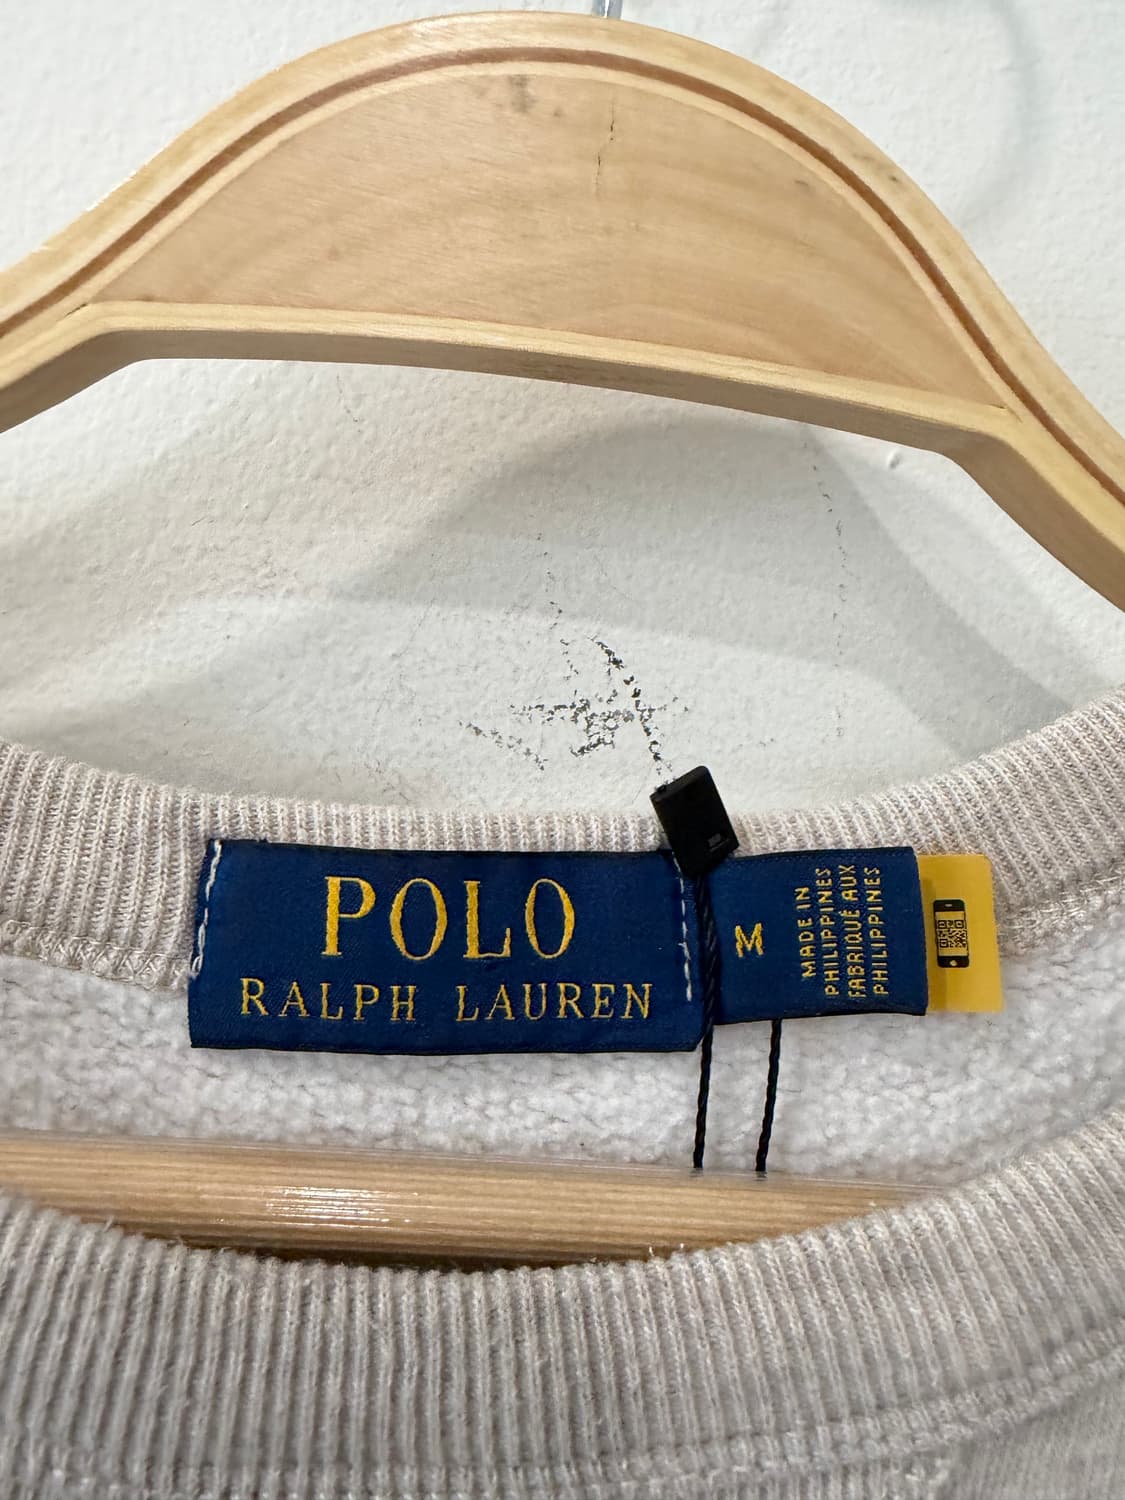 POLO
RALPH LAUREN
M
MADE IN
PHILIPPINES
FABRIQUÉ AUX
PHILIPPINES